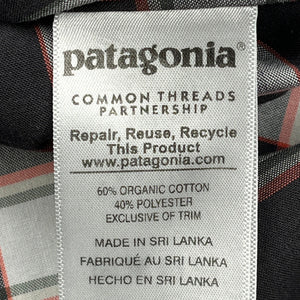 patagonia®
COMMON THREADS
PARTNERSHIP
Repair, Reuse, Recycle
This Product
www.patagonia.com
60% ORGANIC COTTON
40% POLYESTER
EXCLUSIVE OF TRIM
MADE IN SRI LANKA
FABRIQUÉ AU SRI LANKA
HECHO EN SRI LANKA